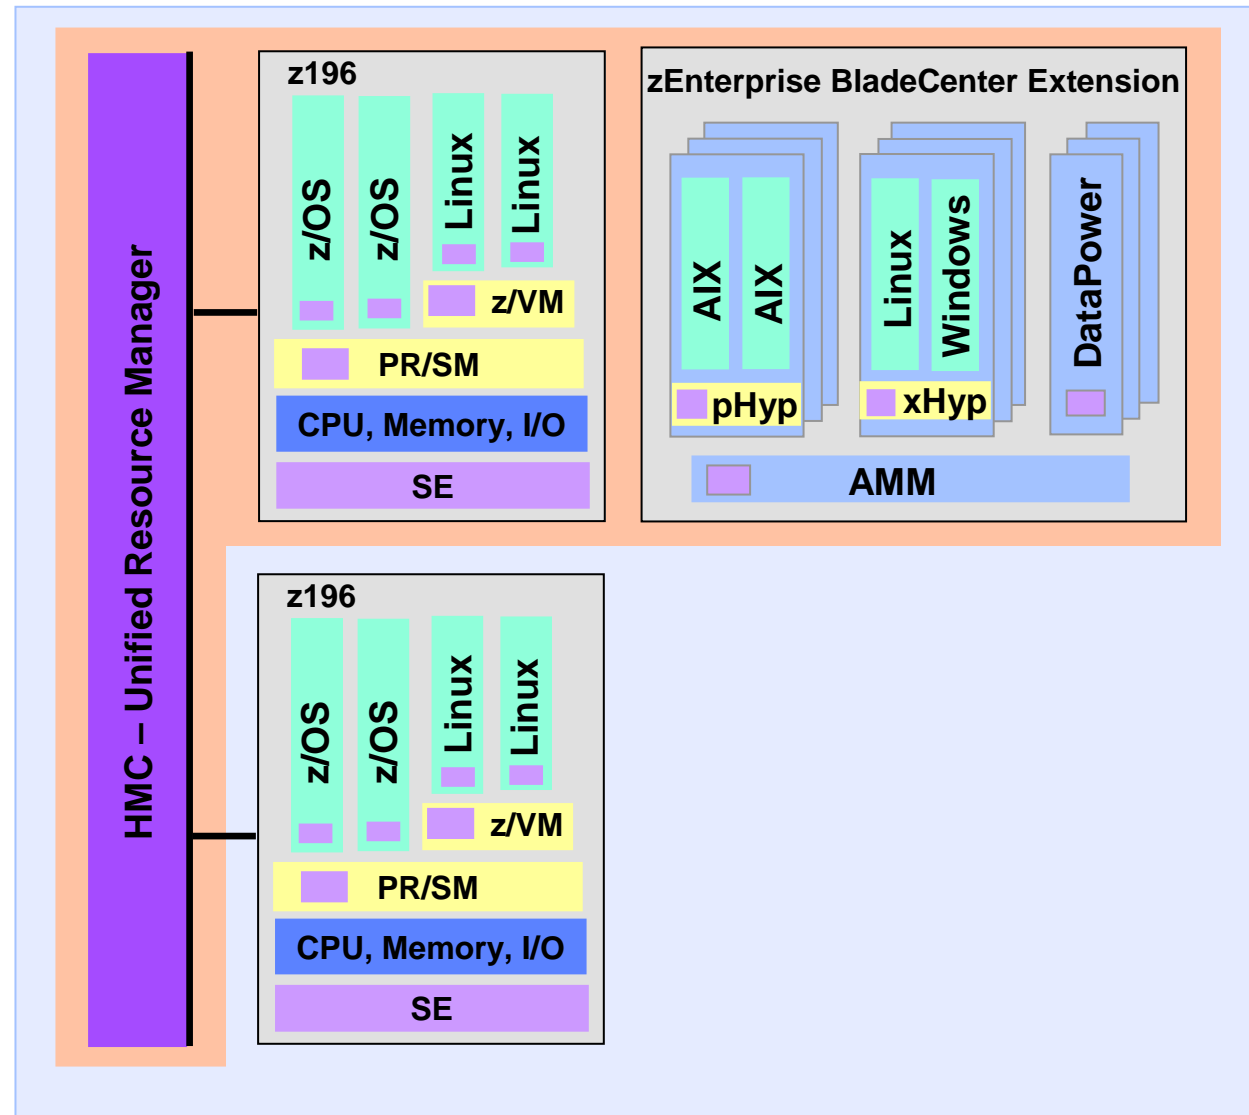 HMC – Unified Resource Manager
z196
z/OS
z/OS
Linux
Linux
z/VM
PR/SM
CPU, Memory, I/O
SE
zEnterprise BladeCenter Extension
AIX
AIX
pHyp
Linux
Windows
xHyp
DataPower
AMM
z196
z/OS
z/OS
Linux
Linux
z/VM
PR/SM
CPU, Memory, I/O
SE